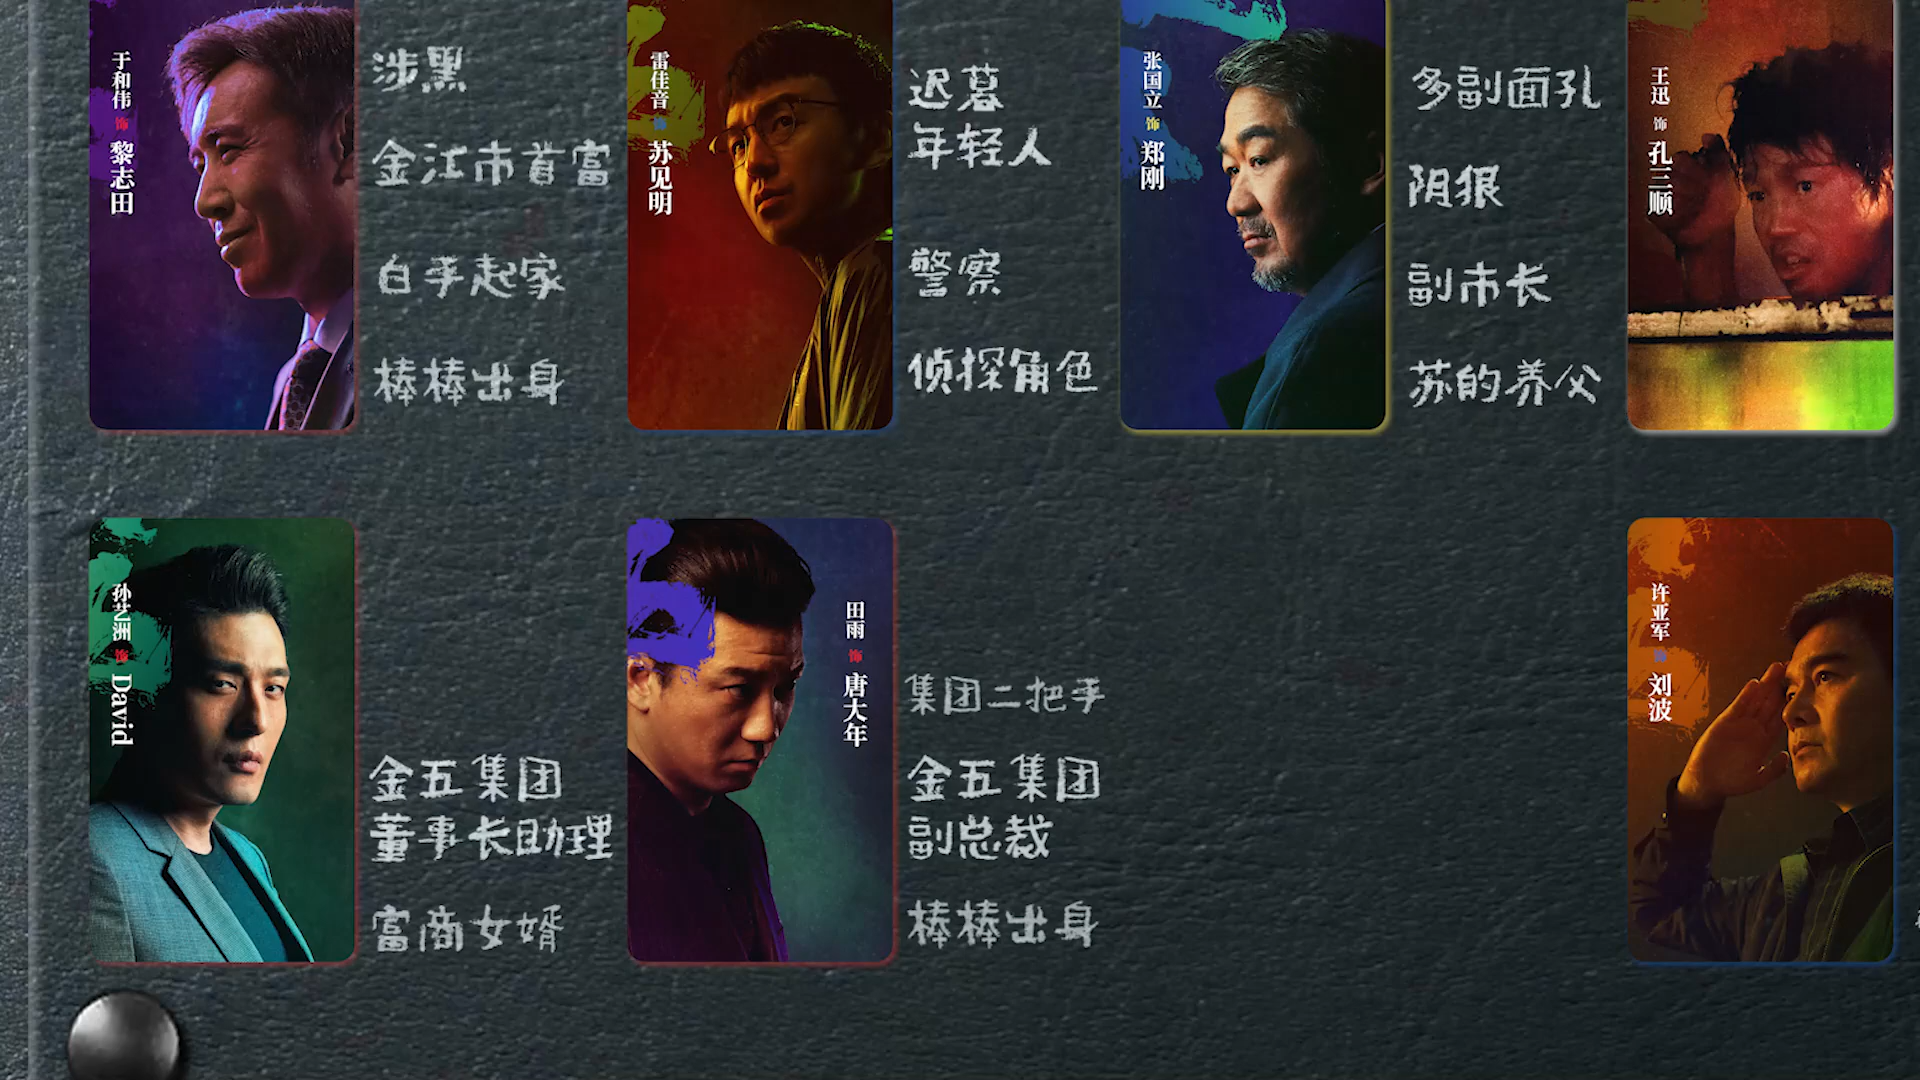 于和伟 饰 黎志田
涉黑
金江市首富
白手起家
棒棒出身
雷佳音 饰 苏见明
迟暮
年轻人
警察
侦探角色
张国立 饰 郑刚
多副面孔
阴狠
副市长
苏的养父
王迅 饰 孔三顺
孙艺洲 饰 David
金五集团
董事长助理
富商女婿
田雨 饰 唐大年
集团二把手
金五集团
副总裁
棒棒出身
许亚军 饰 刘波